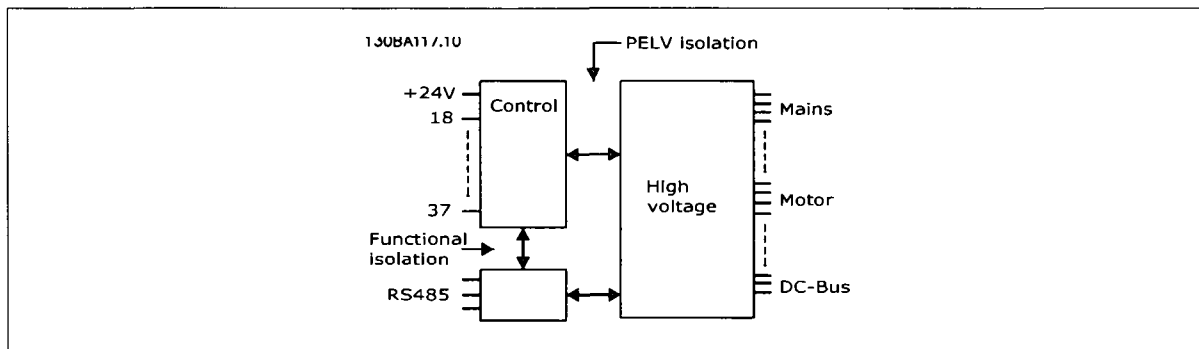 130BA117.10
PELV isolation
+24V
Control
18
Mains
High
voltage
37
Motor
Functional
isolation
RS485
DC-Bus